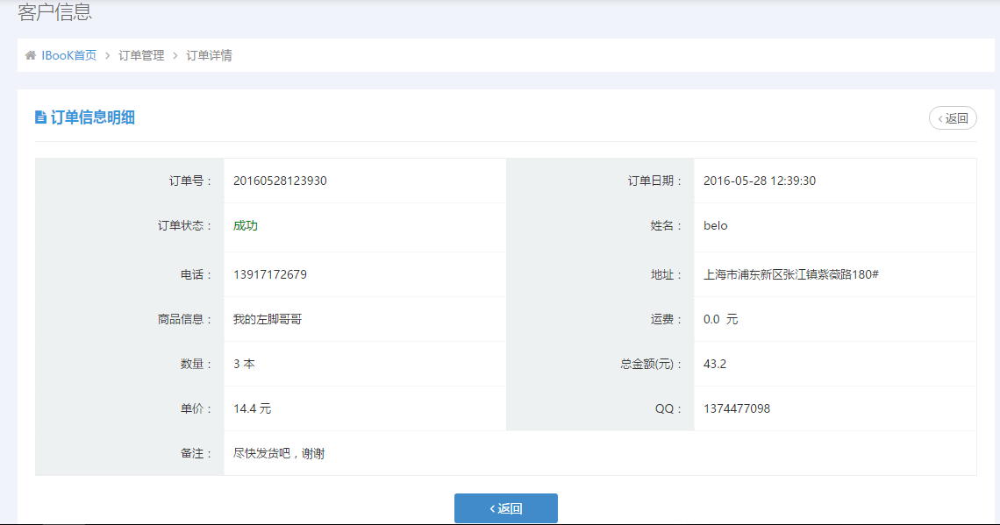 客户信息
IBooK首页 > 订单管理 > 订单详情
订单信息明细
‹ 返回
订单号： 20160528123930 订单日期： 2016-05-28 12:39:30
订单状态： 成功 姓名： belo
电话： 13917172679 地址： 上海市浦东新区张江镇紫薇路180#
商品信息： 我的左脚哥哥 运费： 0.0 元
数量： 3 本 总金额(元)： 43.2
单价： 14.4 元 QQ： 1374477098
备注： 尽快发货吧，谢谢
‹ 返回